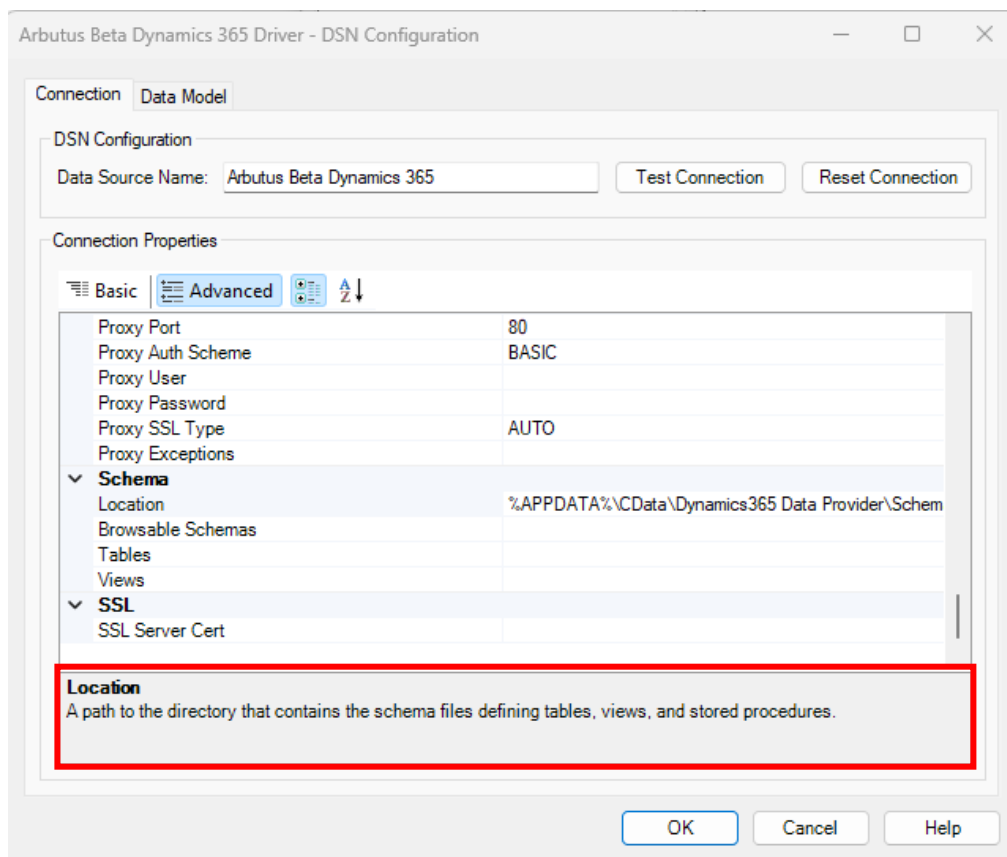 Arbutus Beta Dynamics 365 Driver - DSN Configuration
Connection Data Model
DSN Configuration
Data Source Name: Arbutus Beta Dynamics 365 Test Connection Reset Connection
Connection Properties
Basic Advanced
Proxy Port 80
Proxy Auth Scheme BASIC
Proxy User
Proxy Password
Proxy SSL Type AUTO
Proxy Exceptions
Schema
Location %APPDATA%\CData\Dynamics365 Data Provider\Schem
Browsable Schemas
Tables
Views
SSL
SSL Server Cert
Location
A path to the directory that contains the schema files defining tables, views, and stored procedures.
OK Cancel Help